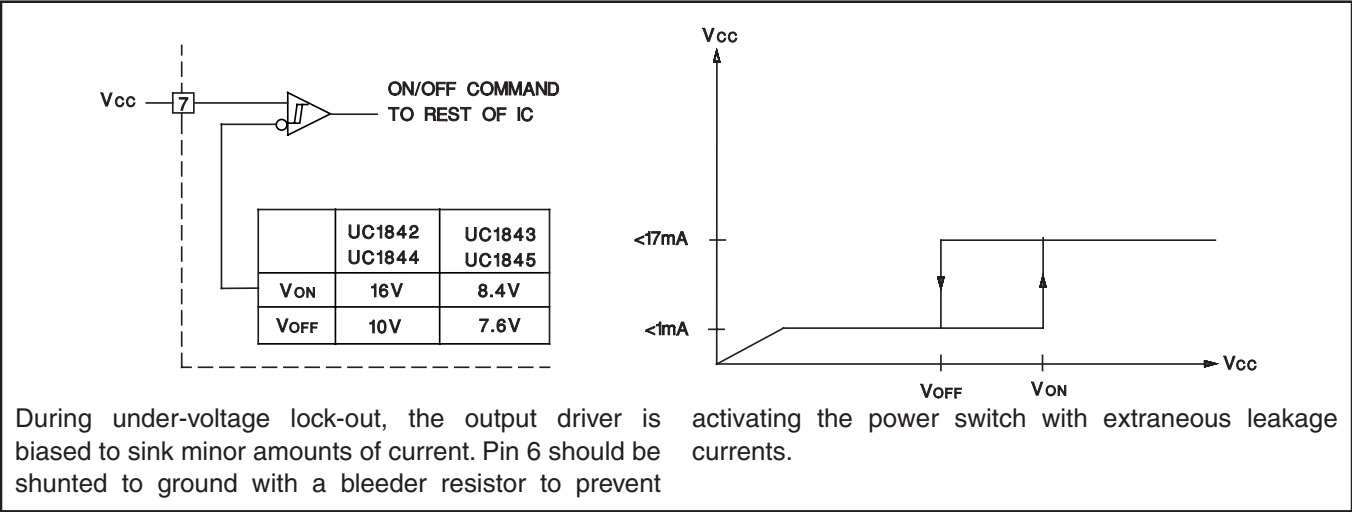 Vcc
7
ON/OFF COMMAND
TO REST OF IC
UC1842 UC1843
UC1844 UC1845
VON 16V 8.4V
VOFF 10V 7.6V
Vcc
<17mA
<1mA
Vcc
VOFF VON
During under-voltage lock-out, the output driver is
biased to sink minor amounts of current. Pin 6 should be
shunted to ground with a bleeder resistor to prevent
activating the power switch with extraneous leakage
currents.